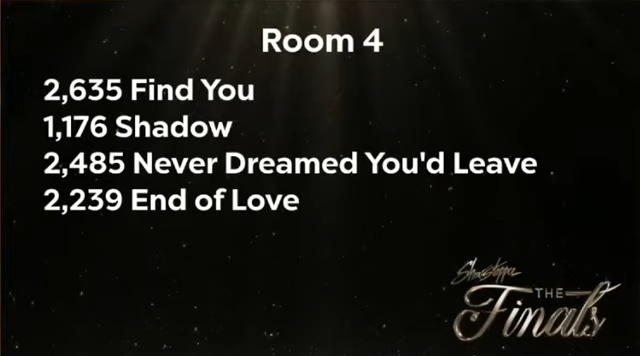 Room 4
2,635 Find You
1,176 Shadow
2,485 Never Dreamed You'd Leave
2,239 End of Love
Showstopper
THE
Finals